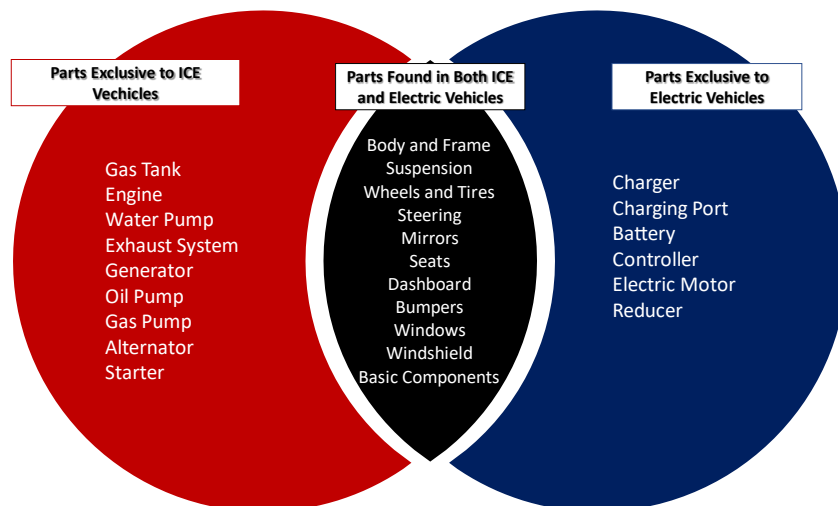 Parts Exclusive to ICE
Vechicles
Gas Tank
Engine
Water Pump
Exhaust System
Generator
Oil Pump
Gas Pump
Alternator
Starter
Parts Found in Both ICE
and Electric Vehicles
Body and Frame
Suspension
Wheels and Tires
Steering
Mirrors
Seats
Dashboard
Bumpers
Windows
Windshield
Basic Components
Parts Exclusive to
Electric Vehicles
Charger
Charging Port
Battery
Controller
Electric Motor
Reducer